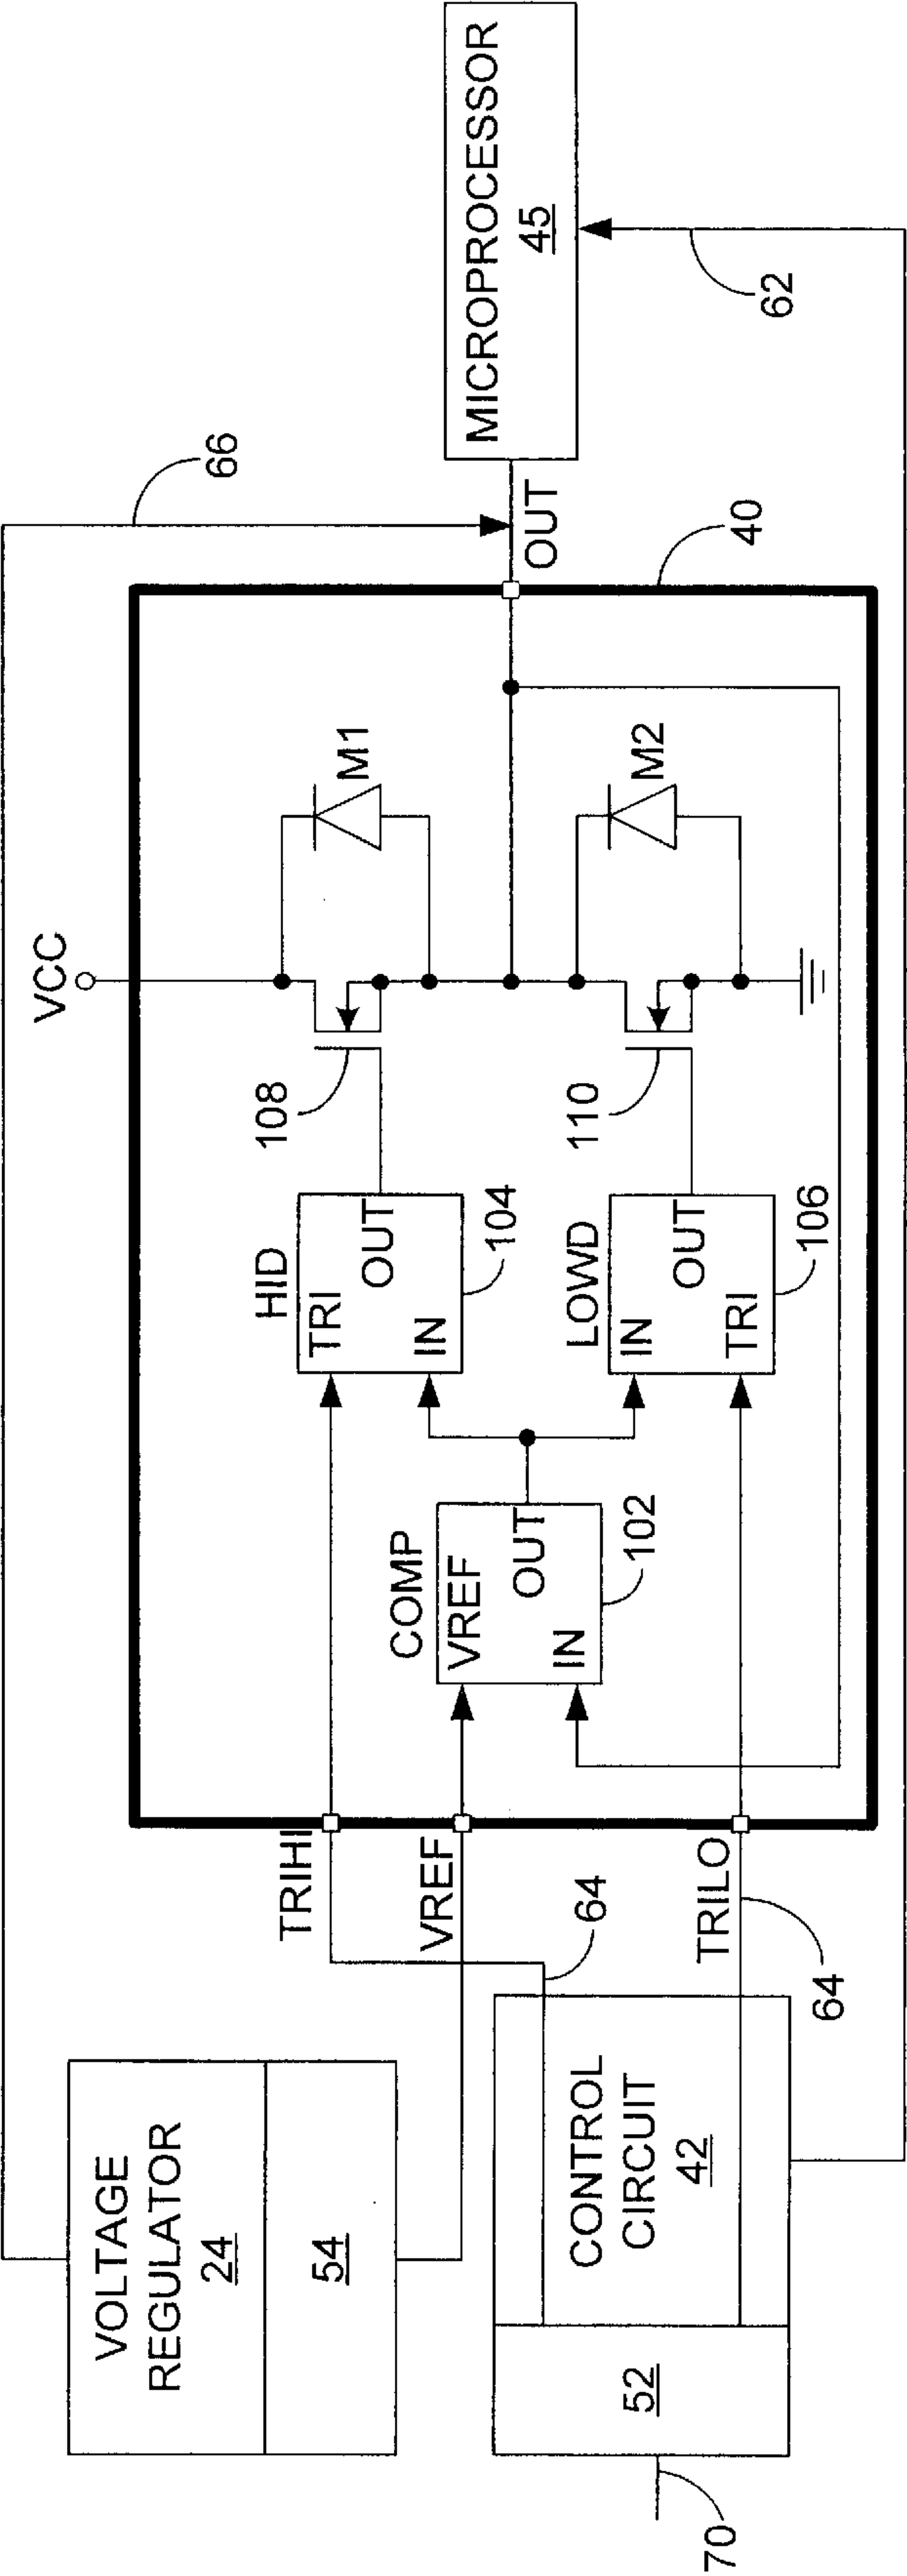 VOLTAGE
REGULATOR
24
54
66
VCC
TRIHI
VREF
TRILO
64
64
CONTROL
CIRCUIT
42
52
70
COMP
VREF
OUT
IN
102
HID
TRI
OUT
IN
104
LOWD
IN
OUT
TRI
106
108
110
M1
M2
40
OUT
MICROPROCESSOR
45
62